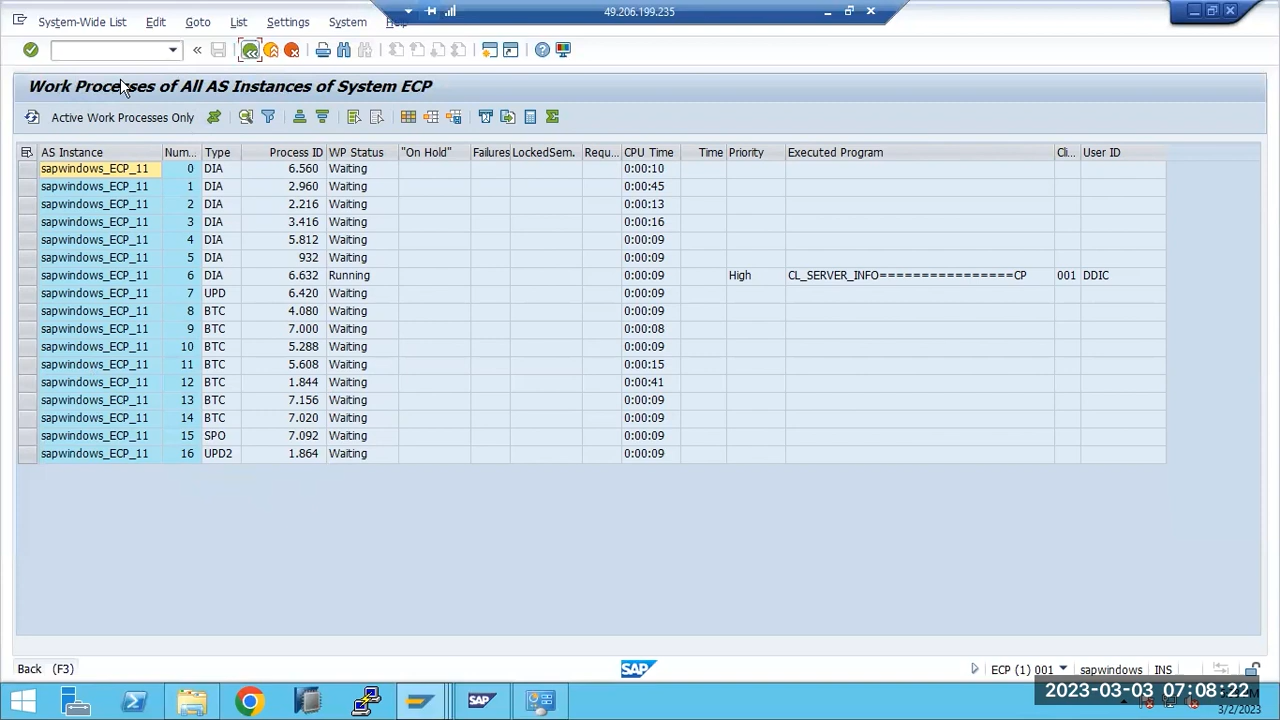 49.206.199.235
System-Wide List Edit Goto List Settings System Help
Work Processes of All AS Instances of System ECP
Active Work Processes Only
AS Instance Num... Type Process ID WP Status "On Hold" Failures LockedSem. Requ... CPU Time Time Priority Executed Program Cli... User ID
sapwindows_ECP_11 0 DIA 6.560 Waiting 0:00:10
sapwindows_ECP_11 1 DIA 2.960 Waiting 0:00:45
sapwindows_ECP_11 2 DIA 2.216 Waiting 0:00:13
sapwindows_ECP_11 3 DIA 3.416 Waiting 0:00:16
sapwindows_ECP_11 4 DIA 5.812 Waiting 0:00:09
sapwindows_ECP_11 5 DIA 932 Waiting 0:00:09
sapwindows_ECP_11 6 DIA 6.632 Running 0:00:09 High CL_SERVER_INFO================CP 001 DDIC
sapwindows_ECP_11 7 UPD 6.420 Waiting 0:00:09
sapwindows_ECP_11 8 BTC 4.080 Waiting 0:00:09
sapwindows_ECP_11 9 BTC 7.000 Waiting 0:00:08
sapwindows_ECP_11 10 BTC 5.288 Waiting 0:00:09
sapwindows_ECP_11 11 BTC 5.608 Waiting 0:00:15
sapwindows_ECP_11 12 BTC 1.844 Waiting 0:00:41
sapwindows_ECP_11 13 BTC 7.156 Waiting 0:00:09
sapwindows_ECP_11 14 BTC 7.020 Waiting 0:00:09
sapwindows_ECP_11 15 SPO 7.092 Waiting 0:00:09
sapwindows_ECP_11 16 UPD2 1.864 Waiting 0:00:09
Back (F3) SAP ECP (1) 001 sapwindows INS
SAP
2023-03-03 07:08:22
3/2/2023